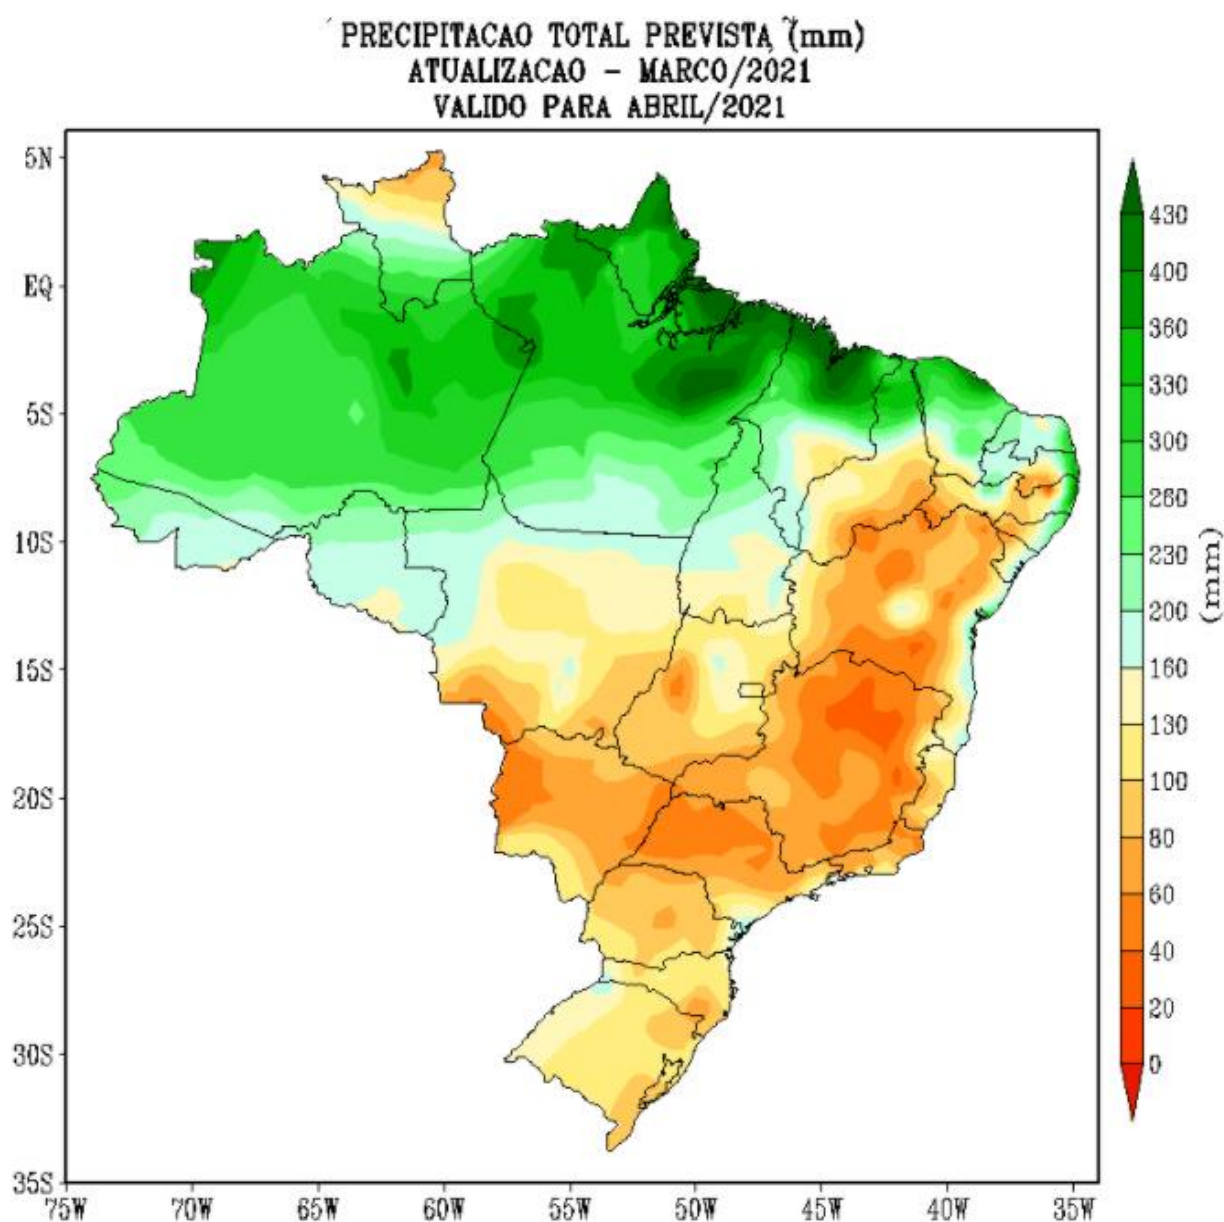 PRECIPITACAO TOTAL PREVISTA (mm)
ATUALIZACAO - MARCO/2021
VALIDO PARA ABRIL/2021
5N
EQ
5S
10S
15S
20S
25S
30S
35S
75W 70W 65W 60W 55W 50W 45W 40W 35W
430
400
360
330
300
260
230
200
160
130
100
80
60
40
20
0
(mm)